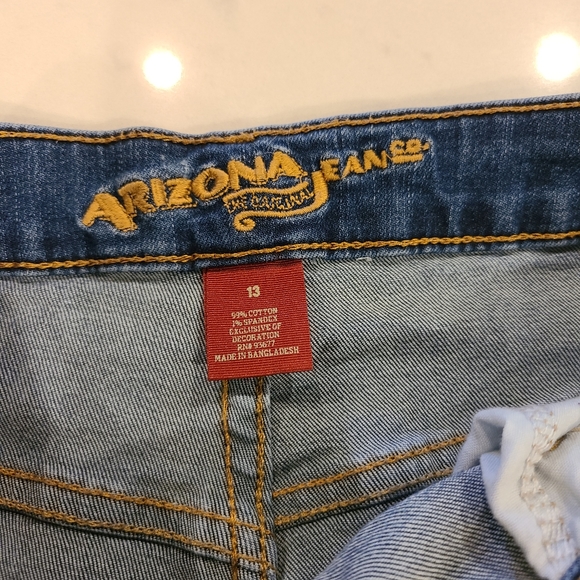 ARIZONA JEAN CO.
THE ORIGINAL
13
99% COTTON
1% SPANDEX
EXCLUSIVE OF
DECORATION
RN# 93677
MADE IN BANGLADESH